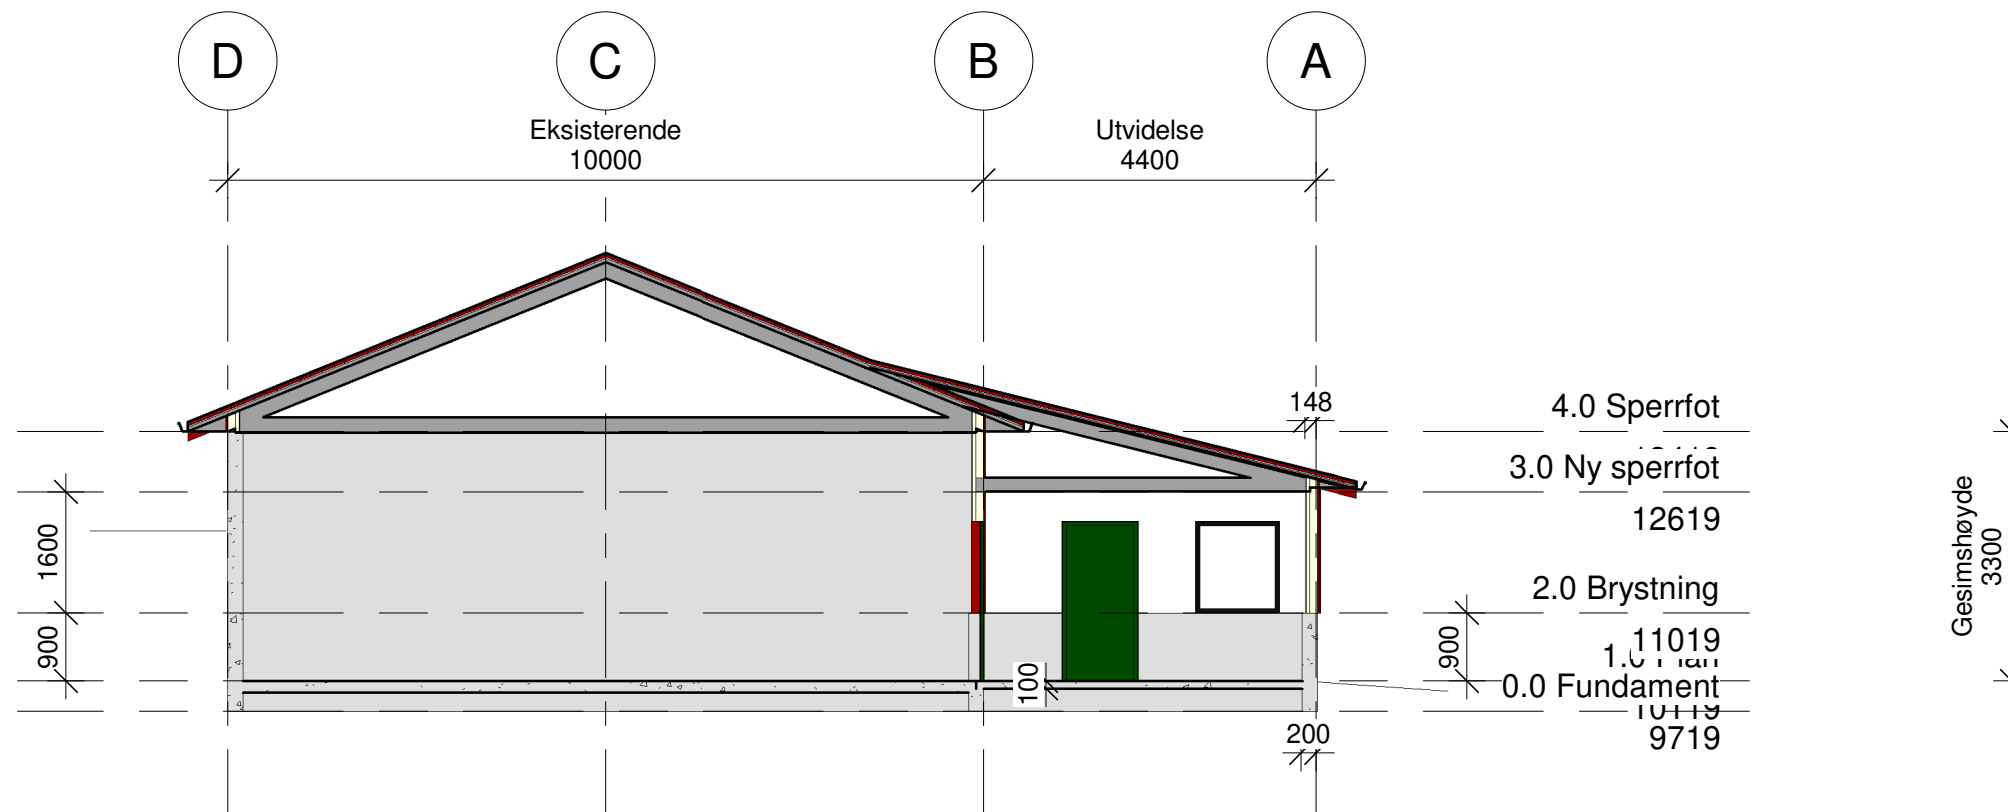 D
C
B
A
Eksisterende
10000
Utvidelse
4400
148
4.0 Sperrfot
3.0 Ny sperrfot
12619
1600
Gesimshøyde
3300
2.0 Brystning
11019
900
900
100
0.0 Fundament
10119
9719
200